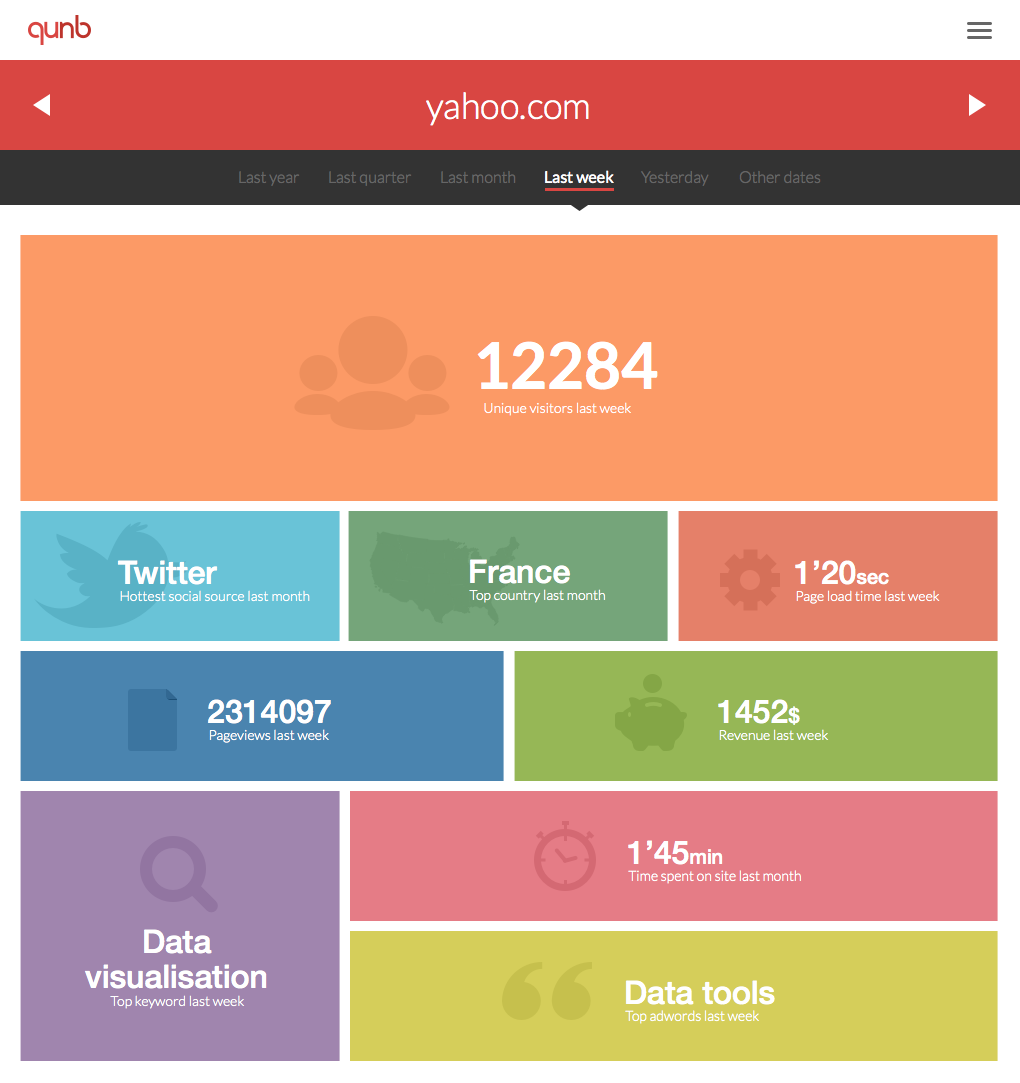 qunb
yahoo.com
Last year Last quarter Last month Last week Yesterday Other dates
12284
Unique visitors last week
Twitter
Hottest social source last month
France
Top country last month
1’20sec
Page load time last week
2314097
Pageviews last week
1452$
Revenue last week
Data
visualisation
Top keyword last week
1’45min
Time spent on site last month
Data tools
Top adwords last week